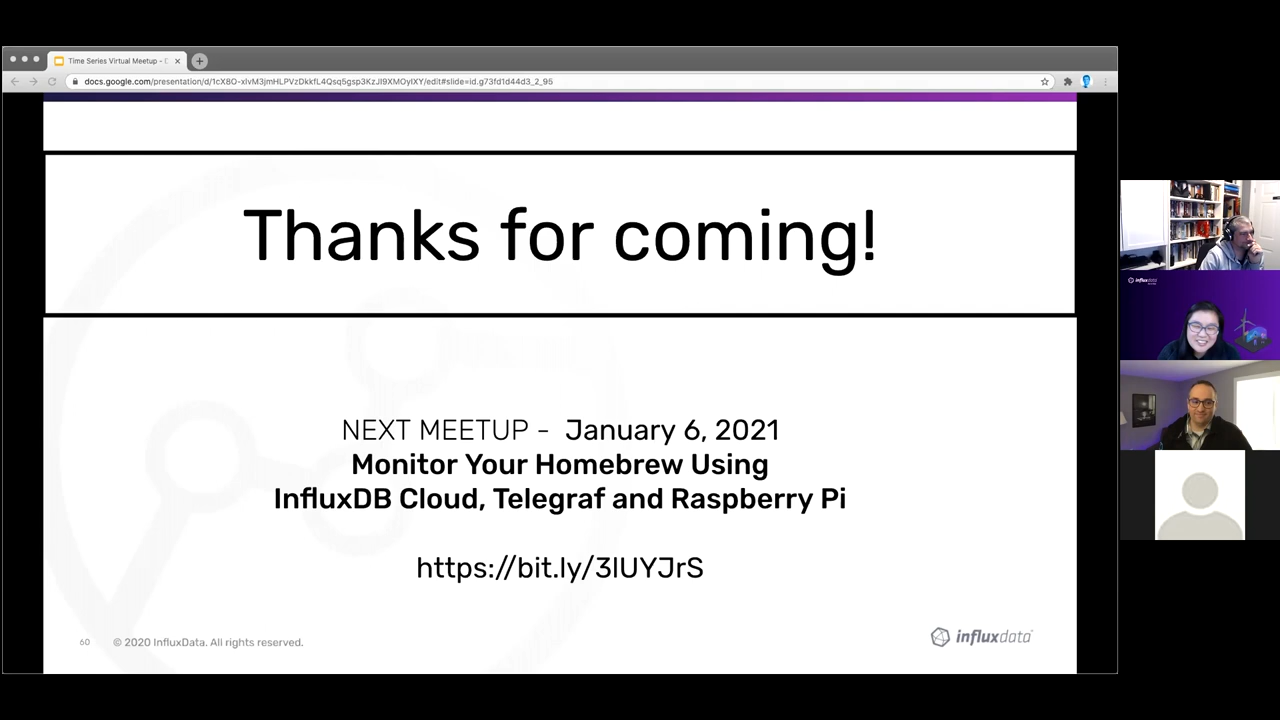 Time Series Virtual Meetup - D
docs.google.com/presentation/d/1cX8O-xlvM3jmHLPVzDkkfL4Qsq5gsp3KzJl9XMOyIXY/edit#slide=id.g73fd1d44d3_2_95
Thanks for coming!
NEXT MEETUP - January 6, 2021
Monitor Your Homebrew Using
InfluxDB Cloud, Telegraf and Raspberry Pi
https://bit.ly/3lUYJrS
60 © 2020 InfluxData. All rights reserved.
influxdata
influxdata